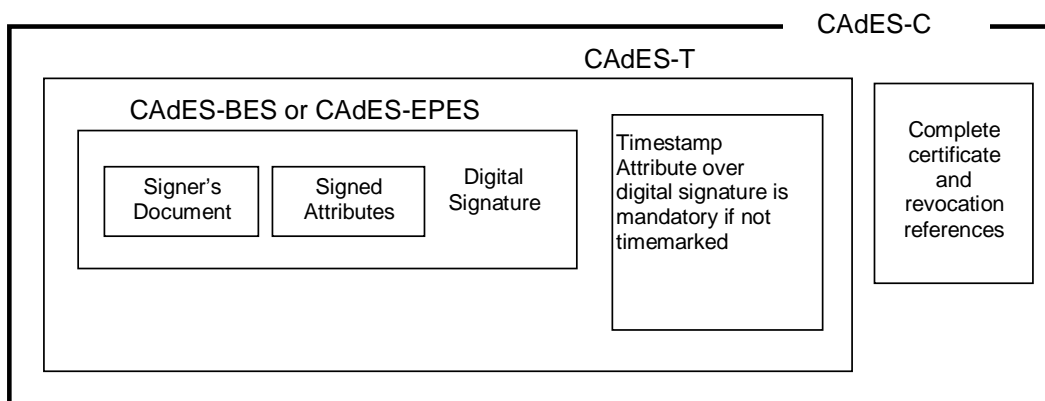 CAdES-C
CAdES-T
CAdES-BES or CAdES-EPES
Signer's
Document
Signed
Attributes
Digital
Signature
Timestamp
Attribute over
digital signature is
mandatory if not
timemarked
Complete
certificate
and
revocation
references